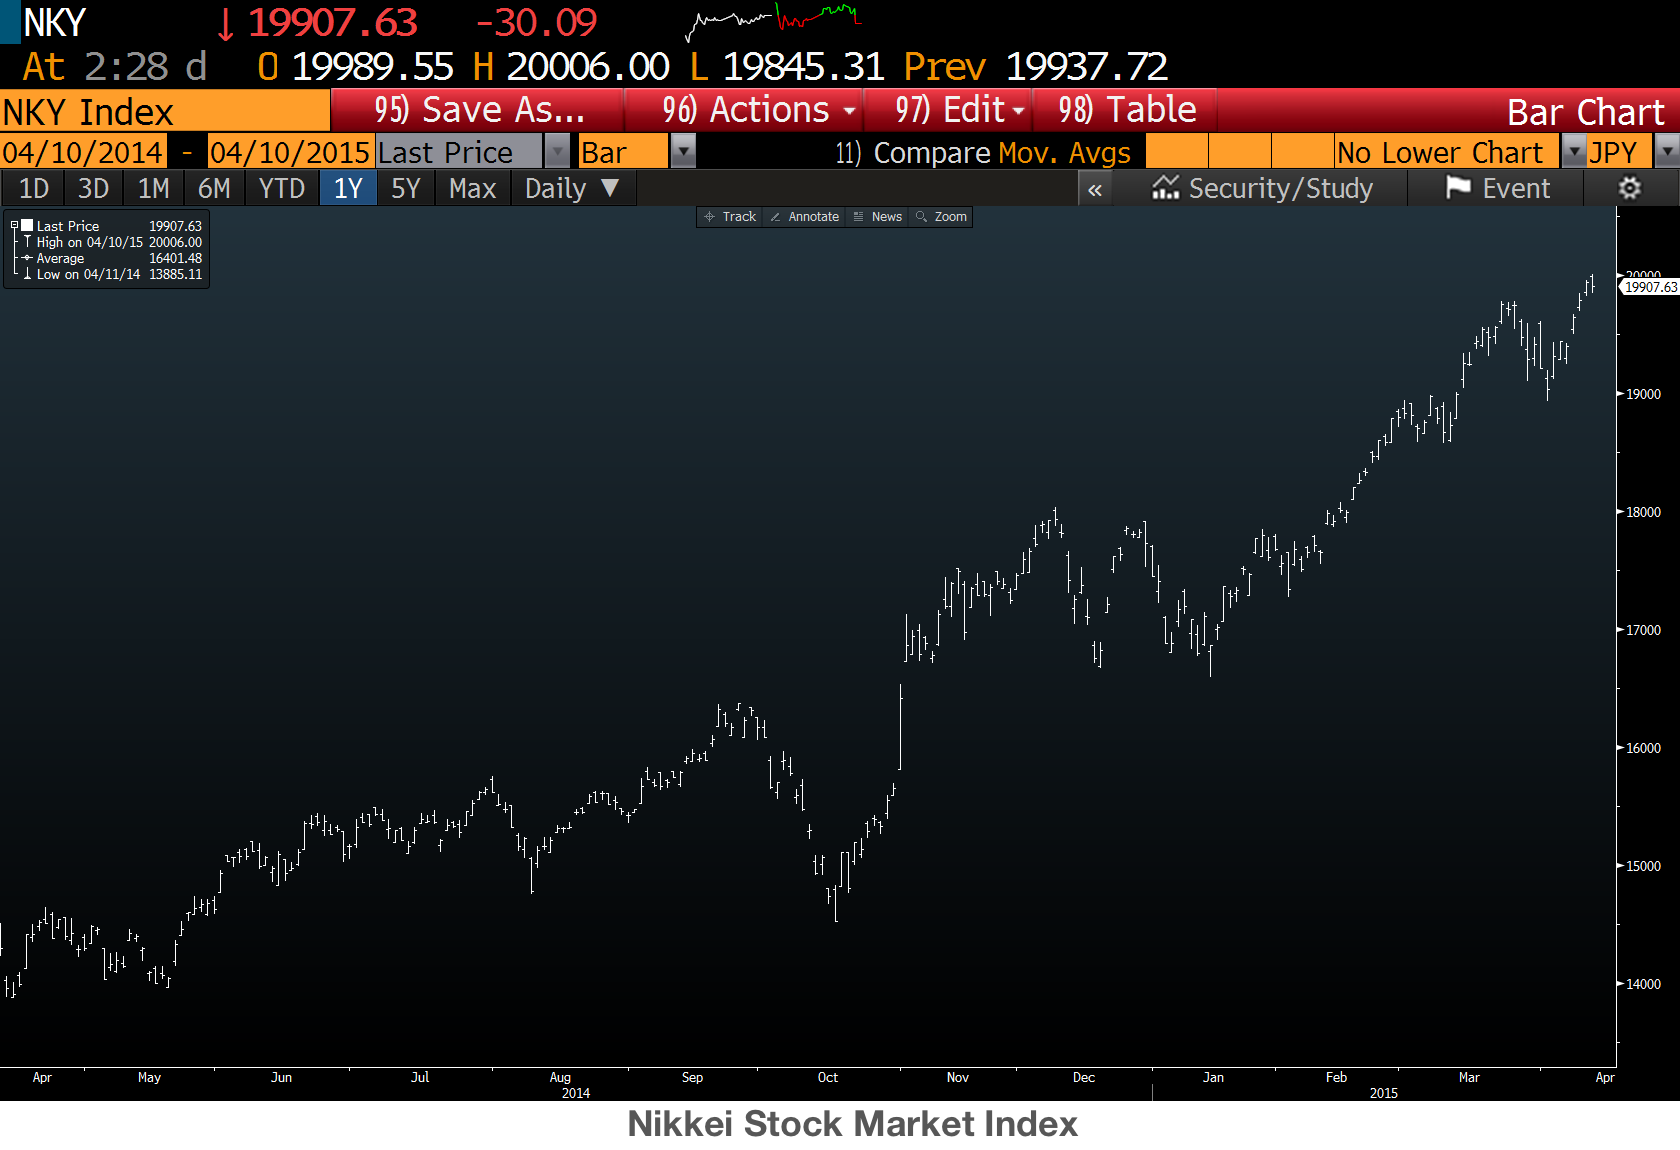 NKY ↓ 19907.63 -30.09
At 2:28 d O 19989.55 H 20006.00 L 19845.31 Prev 19937.72
NKY Index 95) Save As... 96) Actions 97) Edit 98) Table Bar Chart
04/10/2014 - 04/10/2015 Last Price Bar 11) Compare Mov. Avgs No Lower Chart JPY
1D 3D 1M 6M YTD 1Y 5Y Max Daily ▼ « Security/Study Event
Track Annotate News Zoom
Last Price 19907.63
High on 04/10/15 20006.00
Average 16401.48
Low on 04/11/14 13885.11
20000
19907.63
19000
18000
17000
16000
15000
14000
Apr May Jun Jul Aug Sep Oct Nov Dec Jan Feb Mar Apr
2014 2015
Nikkei Stock Market Index